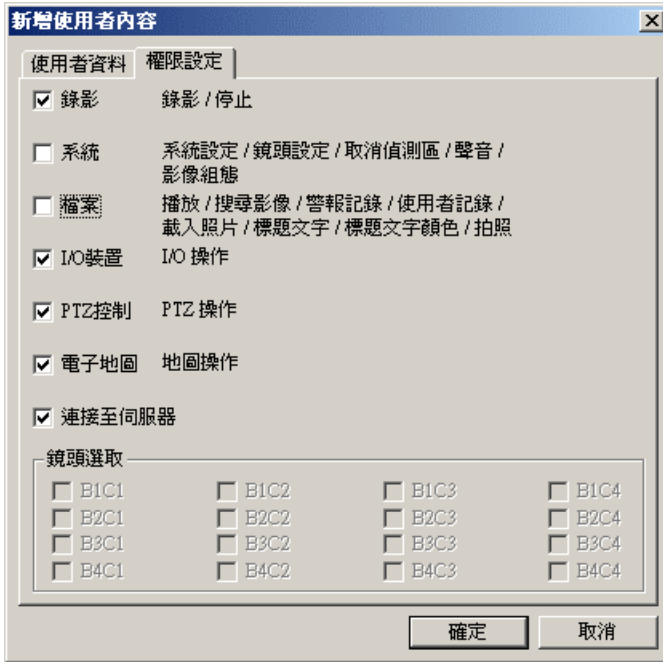 新增使用者內容
使用者資料 權限設定
錄影 錄影 / 停止
系統 系統設定 / 鏡頭設定 / 取消偵測區 / 聲音 /
影像組態
檔案 播放 / 搜尋影像 / 警報記錄 / 使用者記錄 /
載入照片 / 標題文字 / 標題文字顏色 / 拍照
I/O裝置 I/O 操作
PTZ控制 PTZ 操作
電子地圖 地圖操作
連接至伺服器
鏡頭選取
B1C1 B1C2 B1C3 B1C4
B2C1 B2C2 B2C3 B2C4
B3C1 B3C2 B3C3 B3C4
B4C1 B4C2 B4C3 B4C4
確定 取消